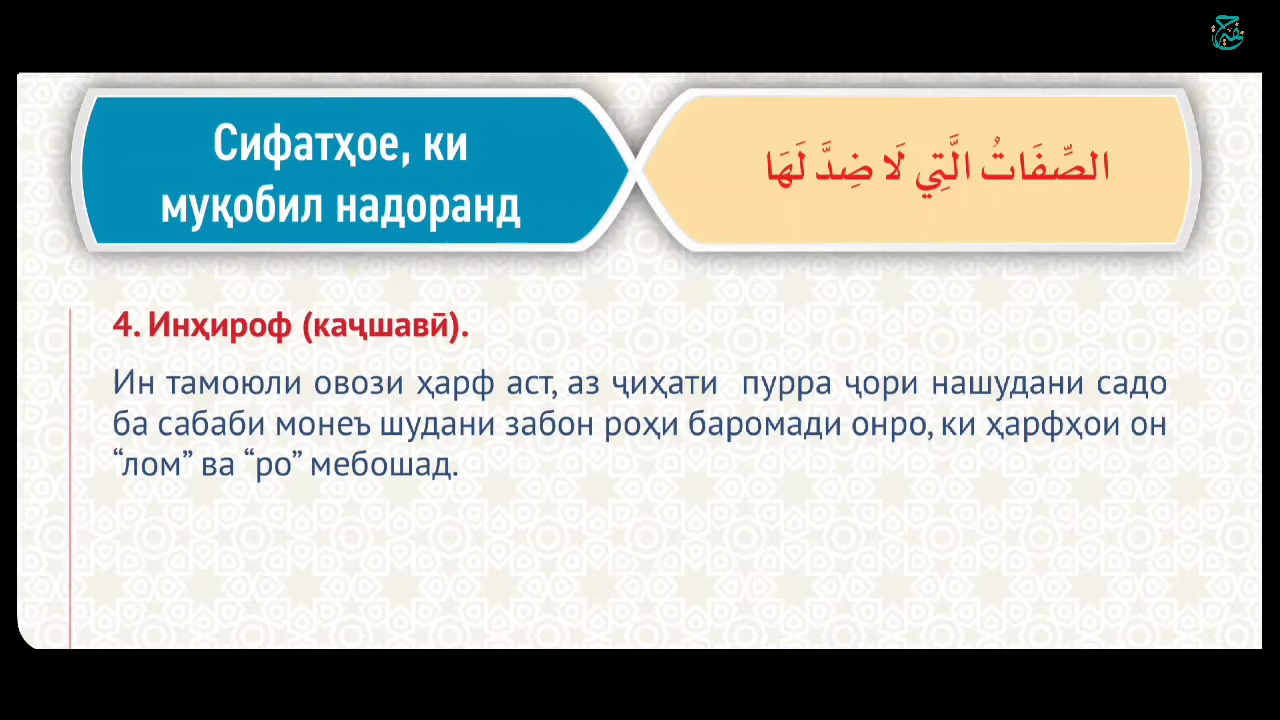 Сифатҳое, ки
муқобил надоранд
الصِّفَاتُ الَّتِي لَا ضِدَّ لَهَا
4. Инҳироф (каҷшавӣ).
Ин тамоюли овози ҳарф аст, аз ҷиҳати пурра ҷори нашудани садо
ба сабаби монеъ шудани забон роҳи баромади онро, ки ҳарфҳои он
“лом” ва “ро” мебошад.